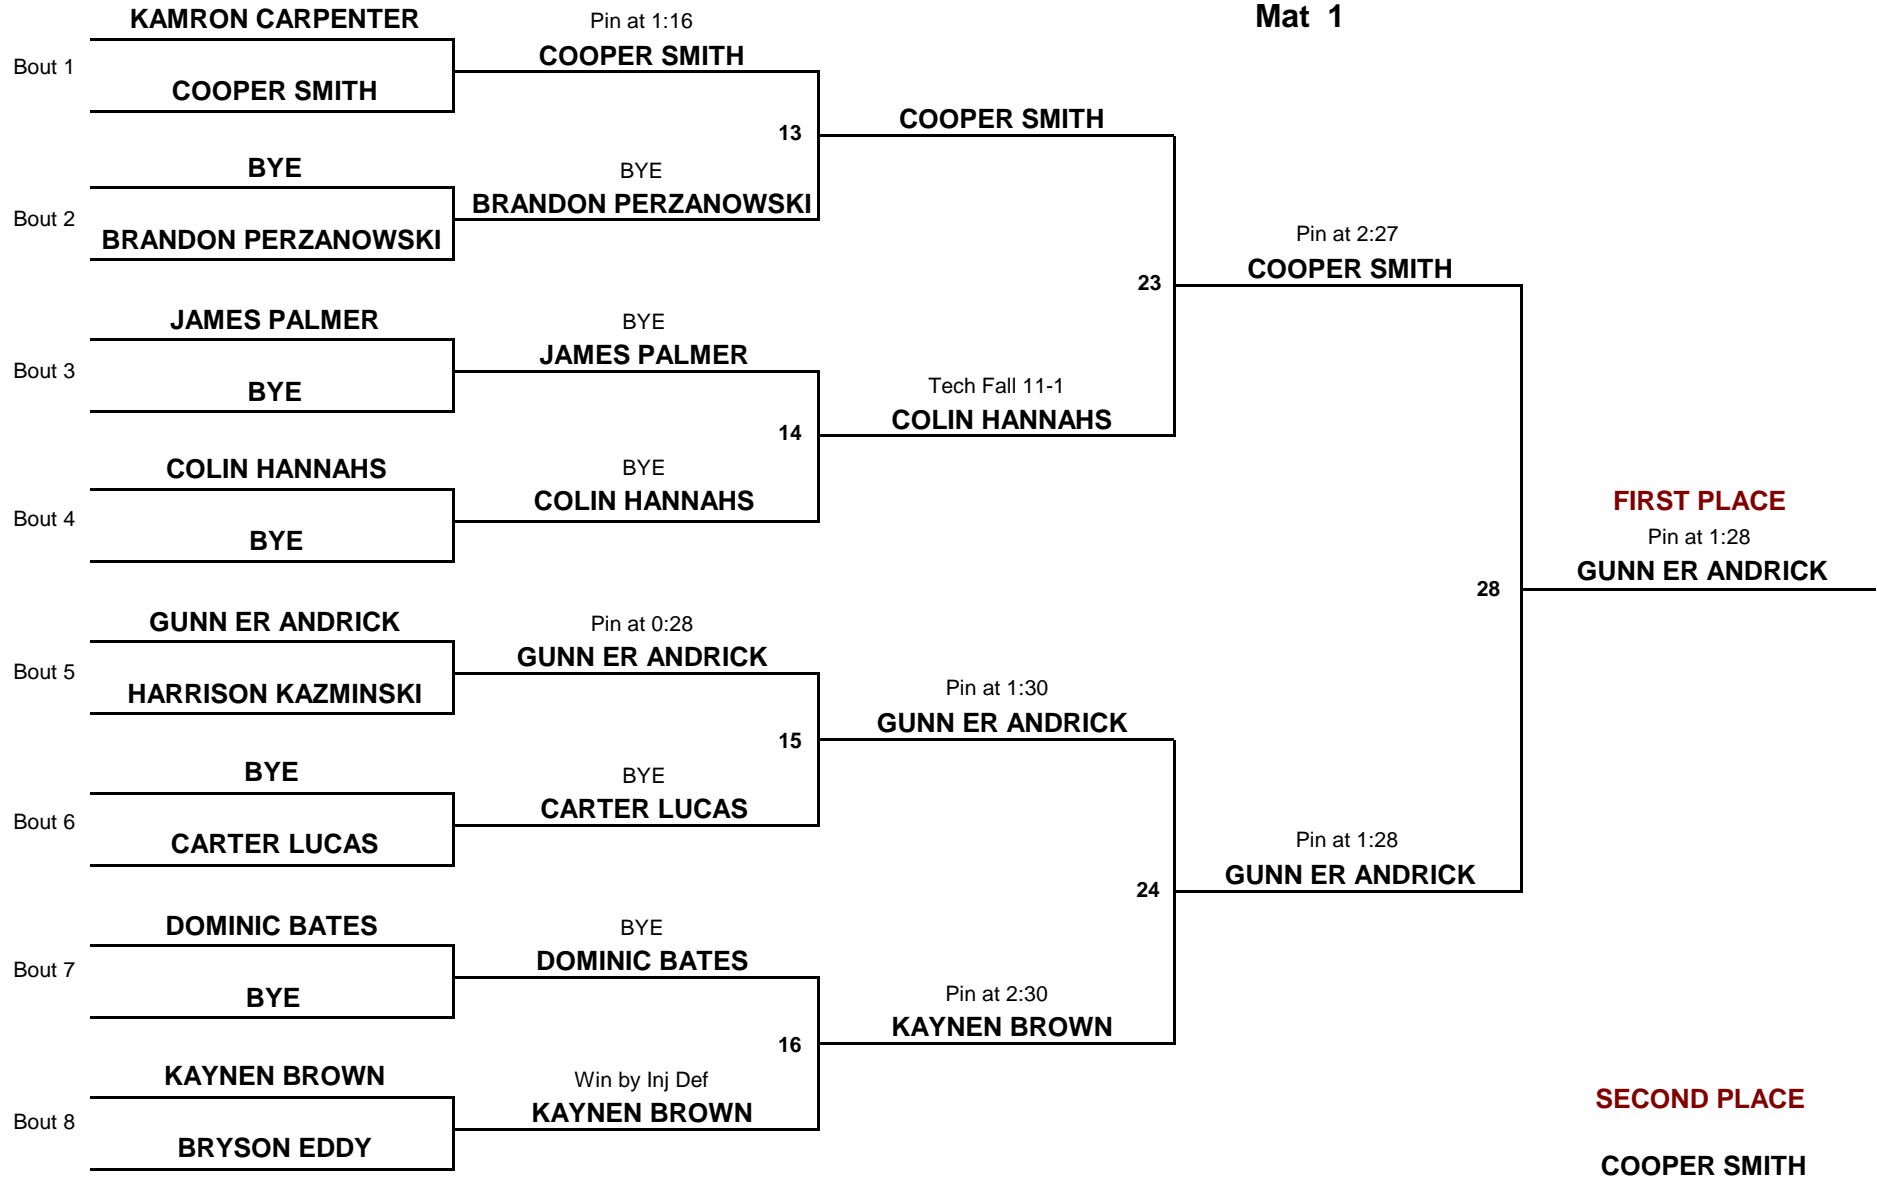 Mat 1
KAMRON CARPENTER
Bout 1
COOPER SMITH
BYE
Bout 2
BRANDON PERZANOWSKI
JAMES PALMER
Bout 3
BYE
COLIN HANNAHS
Bout 4
BYE
GUNN ER ANDRICK
Bout 5
HARRISON KAZMINSKI
BYE
Bout 6
CARTER LUCAS
DOMINIC BATES
Bout 7
BYE
KAYNEN BROWN
Bout 8
BRYSON EDDY
Pin at 1:16
COOPER SMITH
13
BYE
BRANDON PERZANOWSKI
BYE
JAMES PALMER
14
BYE
COLIN HANNAHS
Pin at 0:28
GUNN ER ANDRICK
15
BYE
CARTER LUCAS
BYE
DOMINIC BATES
16
Win by Inj Def
KAYNEN BROWN
COOPER SMITH
23
Tech Fall 11-1
COLIN HANNAHS
Pin at 1:30
GUNN ER ANDRICK
24
Pin at 2:30
KAYNEN BROWN
Pin at 2:27
COOPER SMITH
28
Pin at 1:28
GUNN ER ANDRICK
FIRST PLACE
Pin at 1:28
GUNN ER ANDRICK
SECOND PLACE
COOPER SMITH